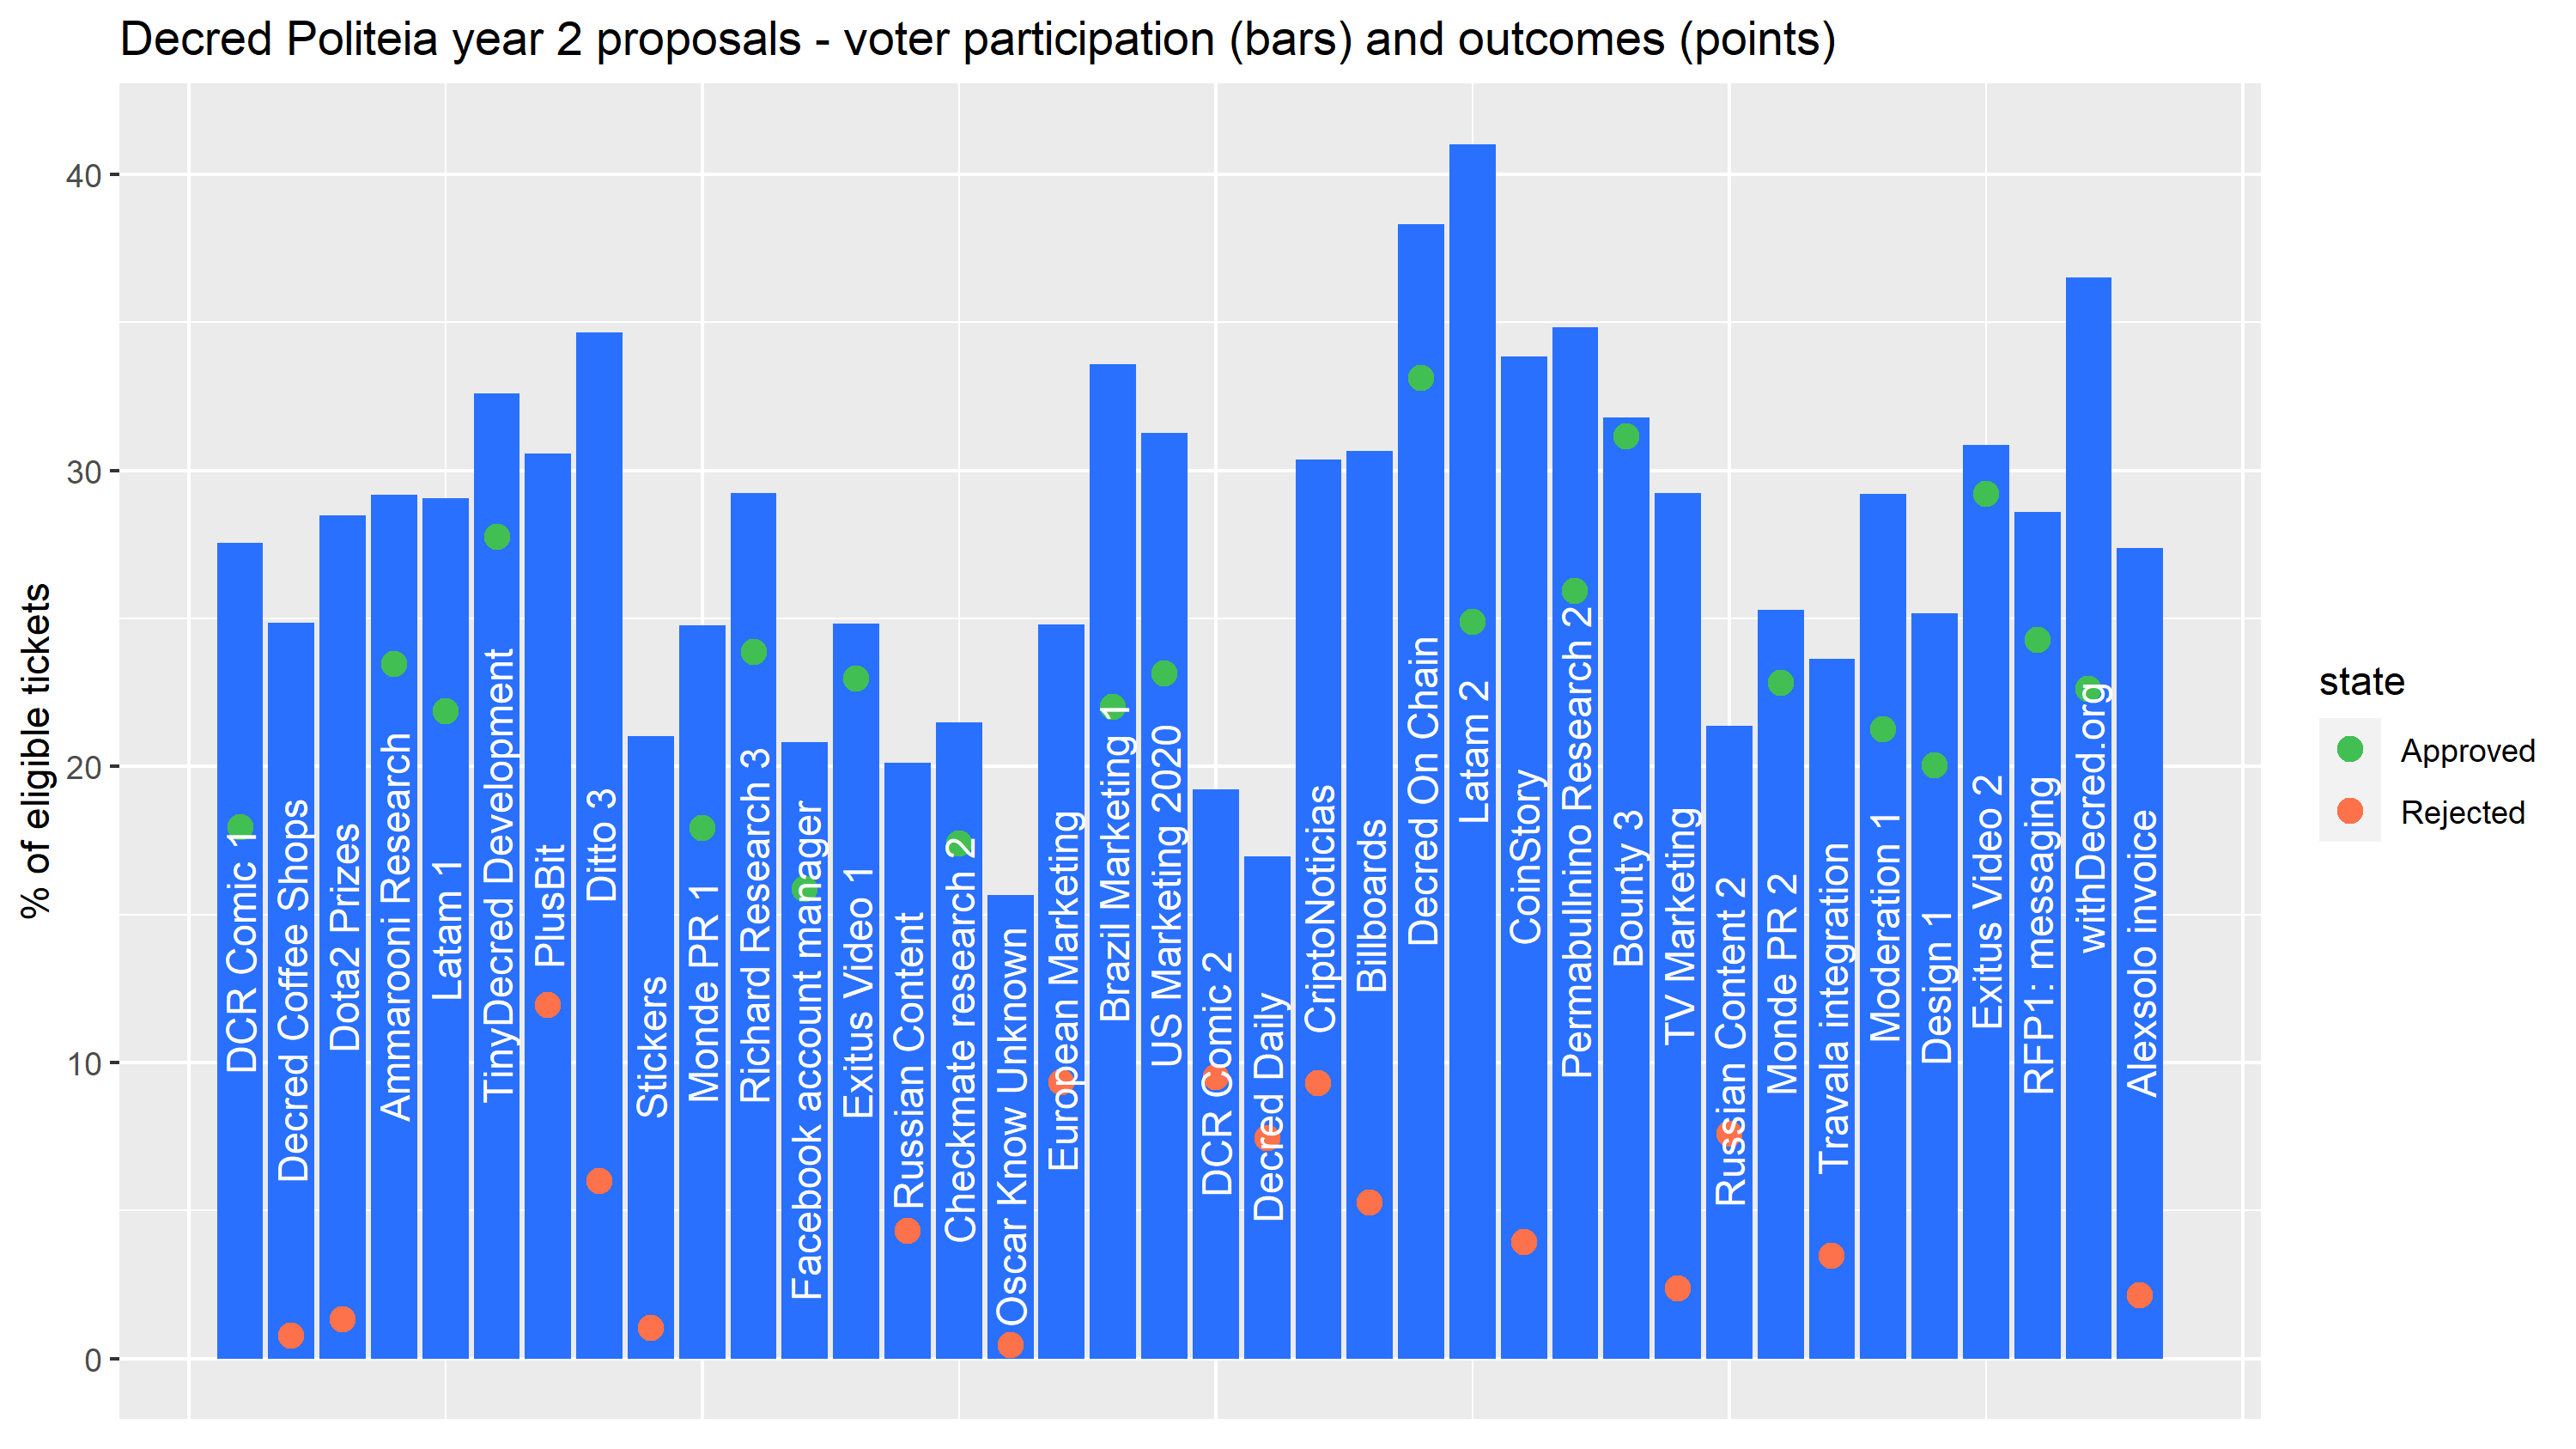 Decred Politeia year 2 proposals - voter participation (bars) and outcomes (points)
% of eligible tickets
40
30
20
10
0
DCR Comic 1
Decred Coffee Shops
Dota2 Prizes
Ammarooni Research
Latam 1
TinyDecred Development
PlusBit
Ditto 3
Stickers
Monde PR 1
Richard Research 3
Facebook account manager
Exitus Video 1
Russian Content
Checkmate research 2
Oscar Know Unknown
European Marketing
Brazil Marketing 1
US Marketing 2020
DCR Comic 2
Decred Daily
CriptoNoticias
Billboards
Decred On Chain
Latam 2
CoinStory
Permabullnino Research 2
Bounty 3
TV Marketing
Russian Content 2
Monde PR 2
Travala integration
Moderation 1
Design 1
Exitus Video 2
RFP1: messaging
withDecred.org
Alexsolo invoice
state
Approved
Rejected